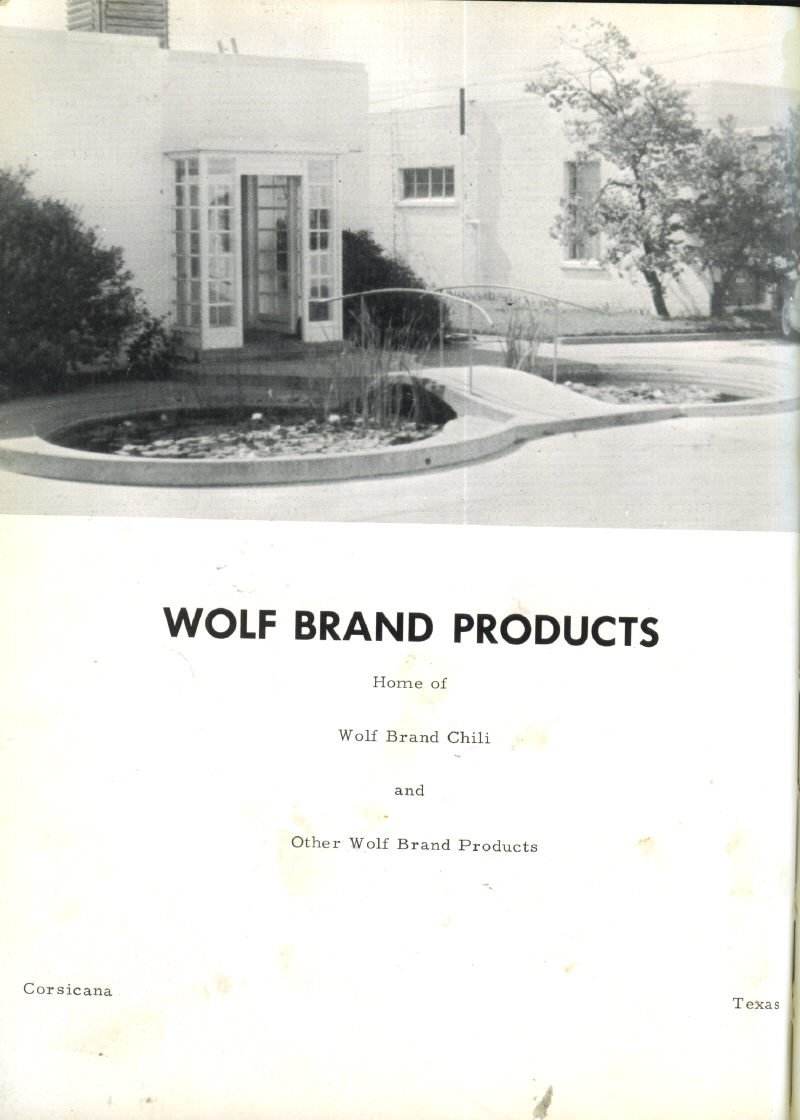 WOLF BRAND PRODUCTS
Home of
Wolf Brand Chili
and
Other Wolf Brand Products
Corsicana
Texas